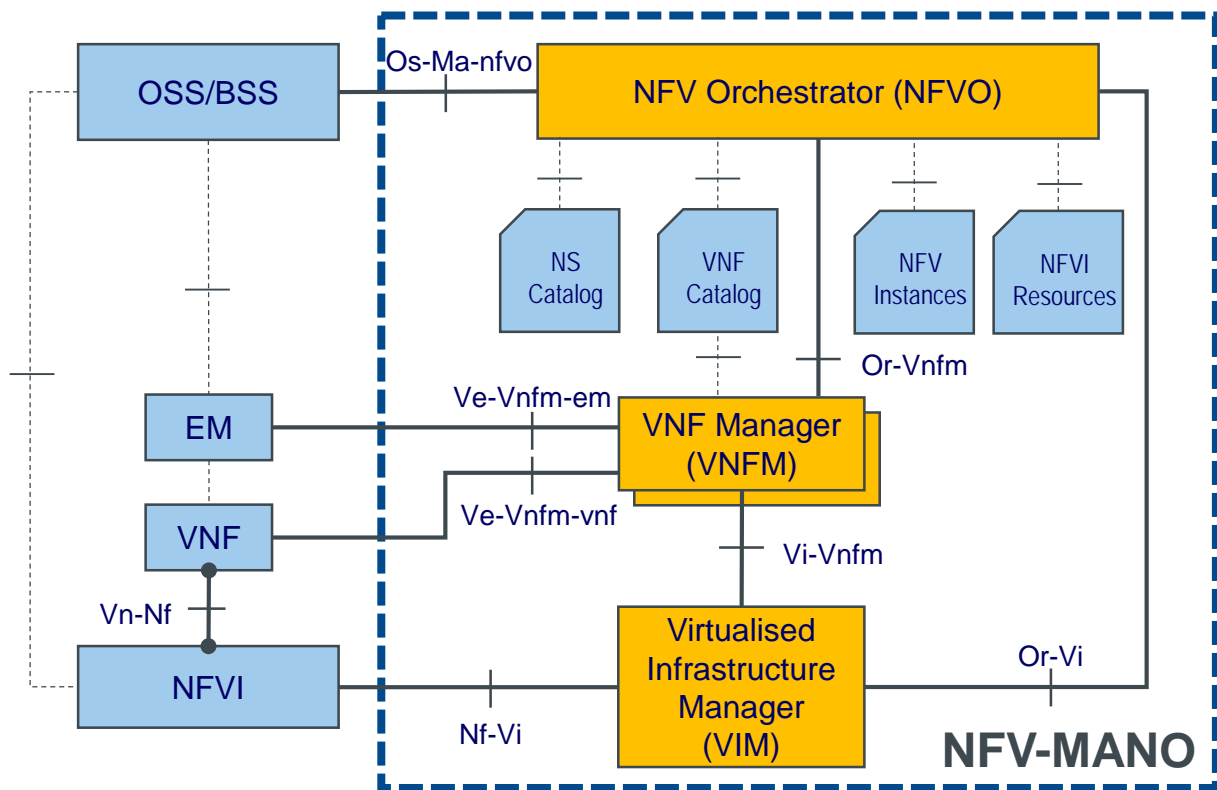 Os-Ma-nfvo
OSS/BSS
NFV Orchestrator (NFVO)
NS
Catalog
VNF
Catalog
NFV
Instances
NFVI
Resources
Or-Vnfm
Ve-Vnfm-em
EM
VNF Manager
(VNFM)
Ve-Vnfm-vnf
VNF
Vi-Vnfm
Vn-Nf
Virtualised
Infrastructure
Manager
(VIM)
Or-Vi
NFVI
Nf-Vi
NFV-MANO